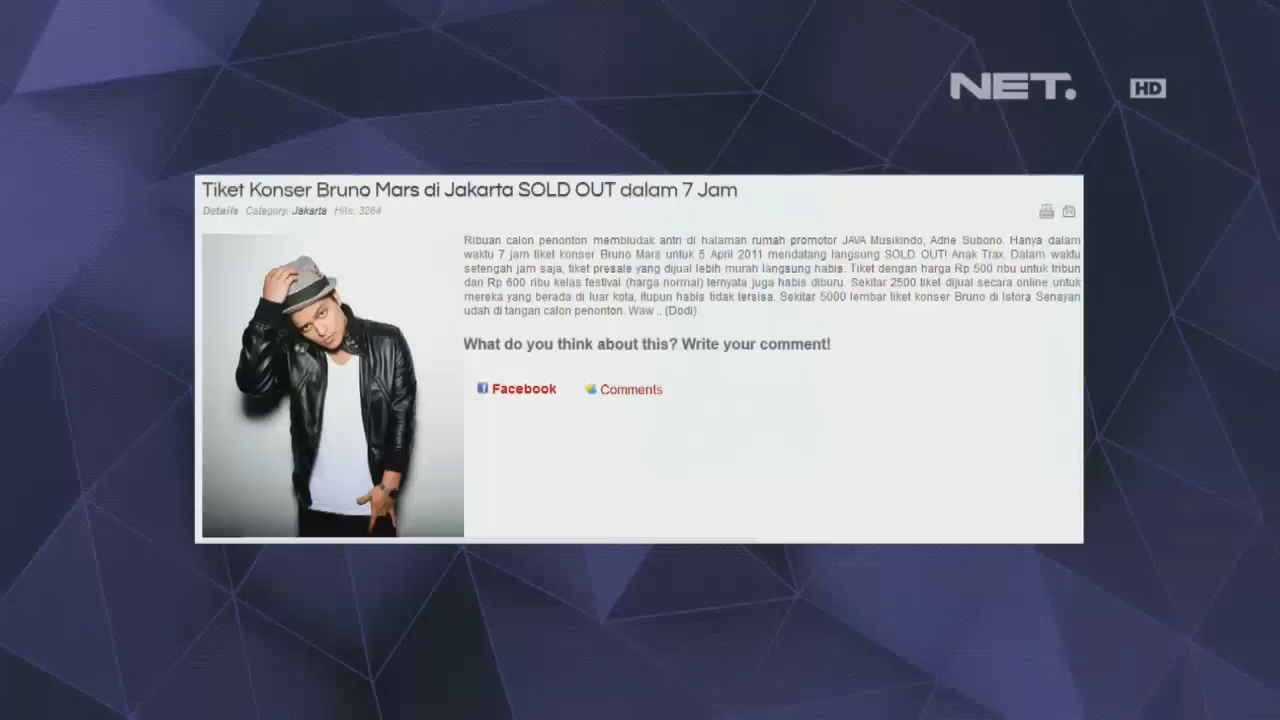 NET.
HD
Tiket Konser Bruno Mars di Jakarta SOLD OUT dalam 7 Jam
Details Category: Jakarta Hits: 3264
Ribuan calon penonton membludak antri di halaman rumah promotor JAVA Musikindo, Adrie Subono. Hanya dalam
waktu 7 jam tiket konser Bruno Mars untuk 5 April 2011 mendatang langsung SOLD OUT! Anak Trax. Dalam waktu
setengah jam saja, tiket presale yang dijual lebih murah langsung habis. Tiket dengan harga Rp 500 ribu untuk tribun
dan Rp 600 ribu kelas festival (harga normal) ternyata juga habis diburu. Sekitar 2500 tiket dijual secara online untuk
mereka yang berada di luar kota, itupun habis tidak tersisa. Sekitar 5000 lembar tiket konser Bruno di Istora Senayan
udah di tangan calon penonton. Waw .. (Dodi)
What do you think about this? Write your comment!
Facebook Comments